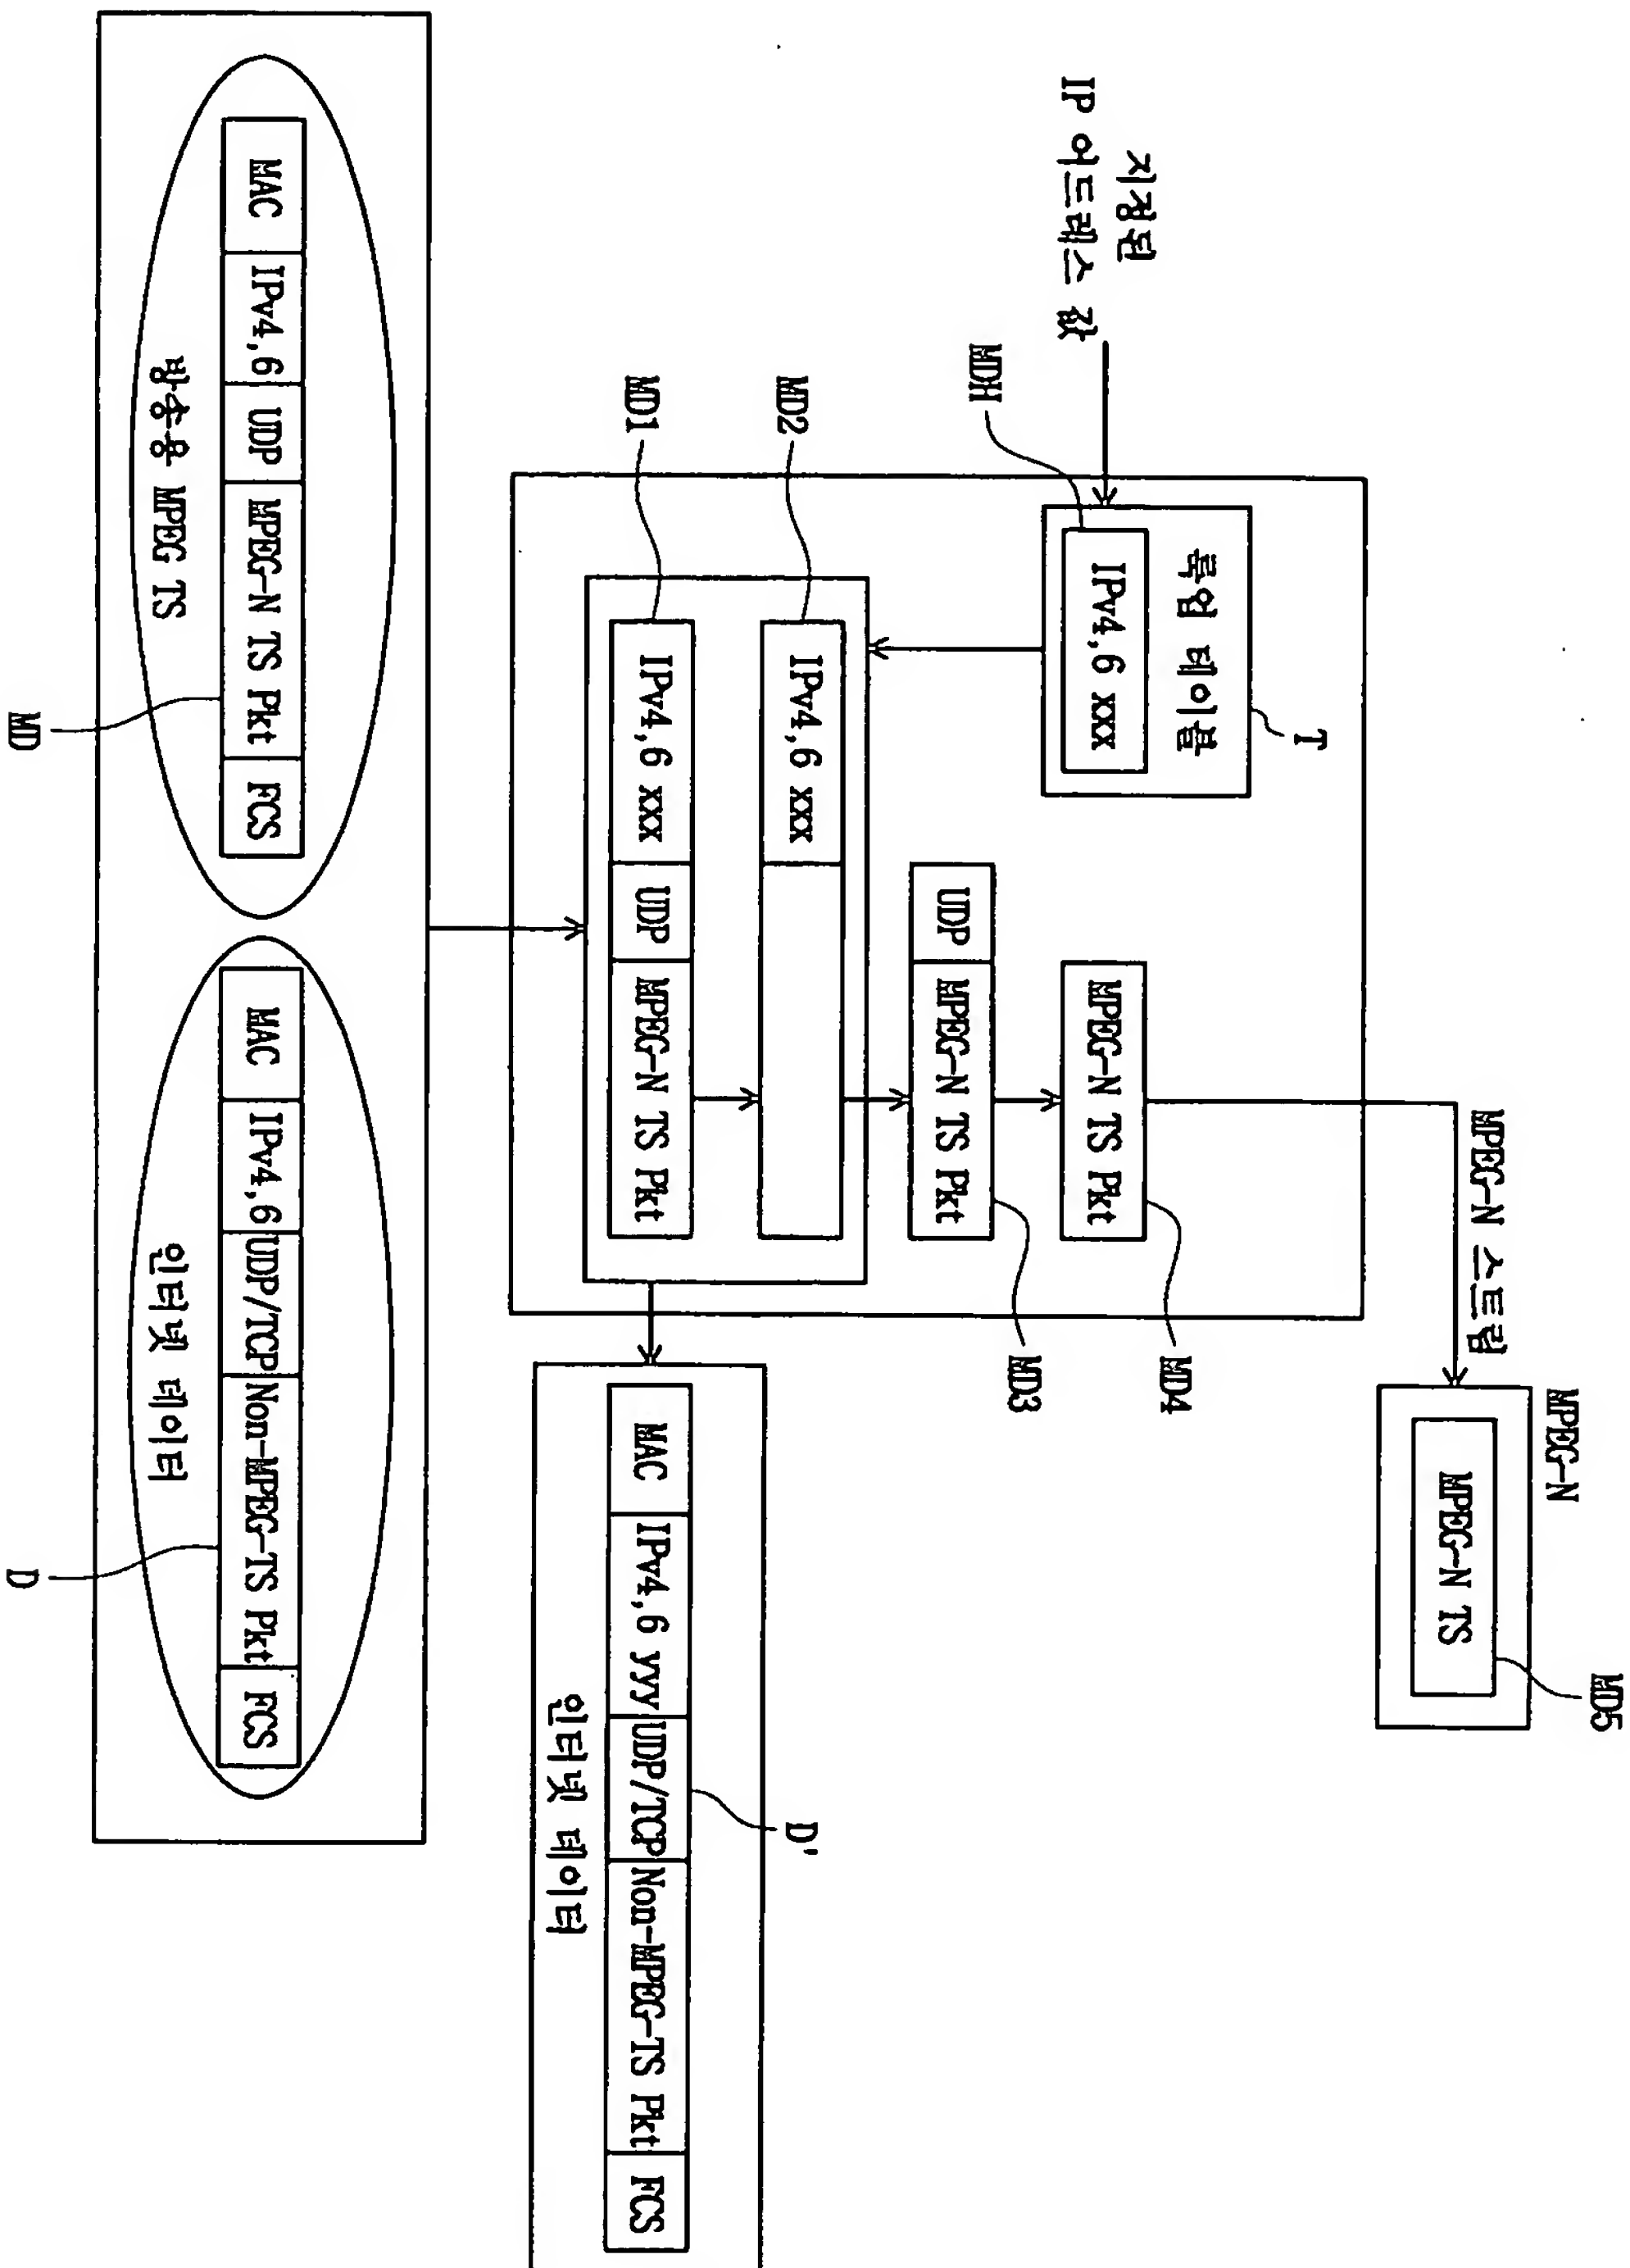 MD5
MPEG-N
MPEG-N 스트림
MPEG-N TS
T
지정된
IP 어드레스 값
룩업 테이블
IPv4,6 xxx
MDH
MPEG-N TS Pkt
MD4
UDP MPEG-N TS Pkt
MD3
MD2
IPv4,6 xxx
D'
MD1
IPv4,6 xxx UDP MPEG-N TS Pkt
MAC IPv4,6 yyy UDP/TCP Non-MPEG-TS Pkt FCS
인터넷 데이터
MAC IPv4,6 UDP MPEG-N TS Pkt FCS
방송용 MPEG TS
MAC IPv4,6 UDP/TCP Non-MPEG-TS Pkt FCS
인터넷 데이터
MD
D